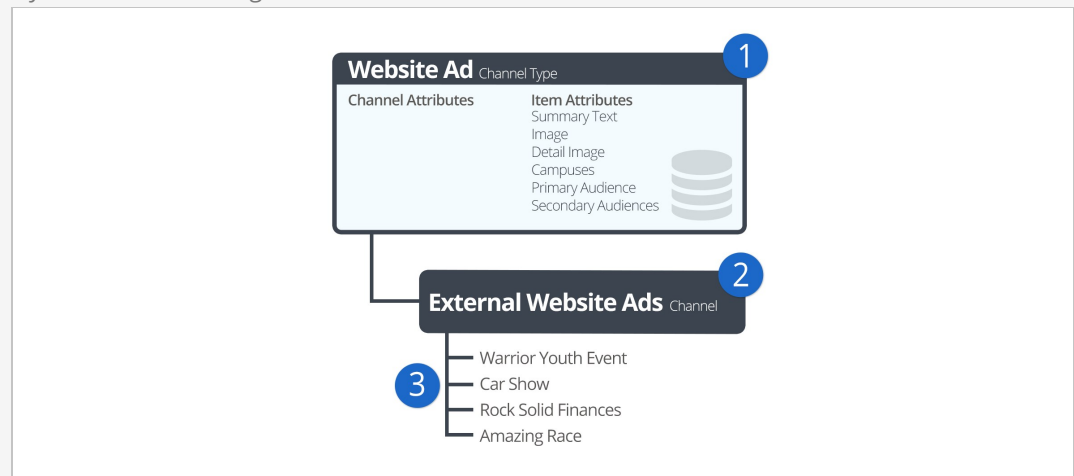 1
Website Ad Channel Type
Channel Attributes
Item Attributes
Summary Text
Image
Detail Image
Campuses
Primary Audience
Secondary Audiences
2
External Website Ads Channel
3
Warrior Youth Event
Car Show
Rock Solid Finances
Amazing Race